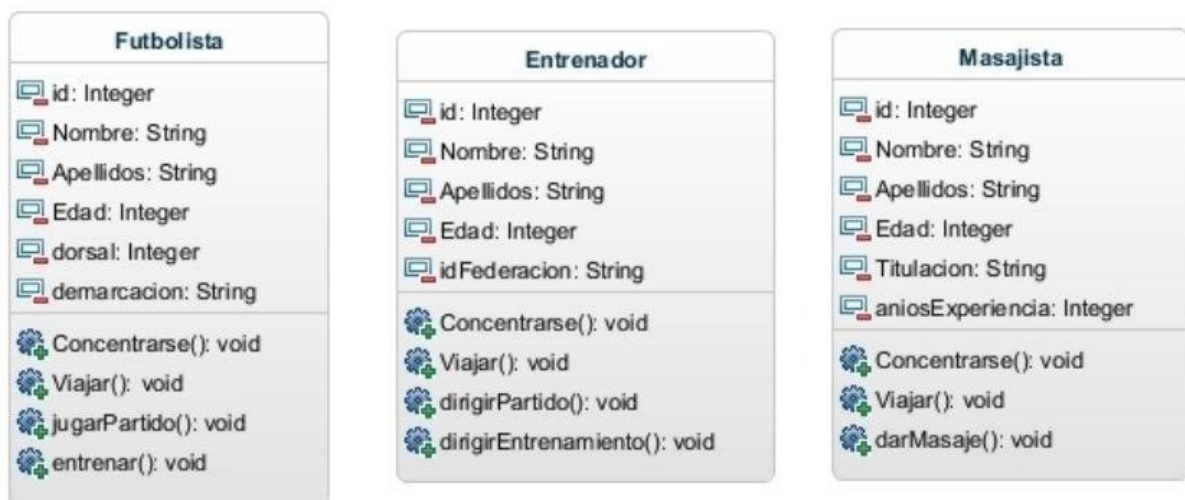 Futbolista
id: Integer
Nombre: String
Apellidos: String
Edad: Integer
dorsal: Integer
demarcacion: String
Concentrarse(): void
Viajar(): void
jugarPartido(): void
entrenar(): void
Entrenador
id: Integer
Nombre: String
Apellidos: String
Edad: Integer
idFederacion: String
Concentrarse(): void
Viajar(): void
dirigirPartido(): void
dirigirEntrenamiento(): void
Masajista
id: Integer
Nombre: String
Apellidos: String
Edad: Integer
Titulacion: String
aniosExperiencia: Integer
Concentrarse(): void
Viajar(): void
darMasaje(): void